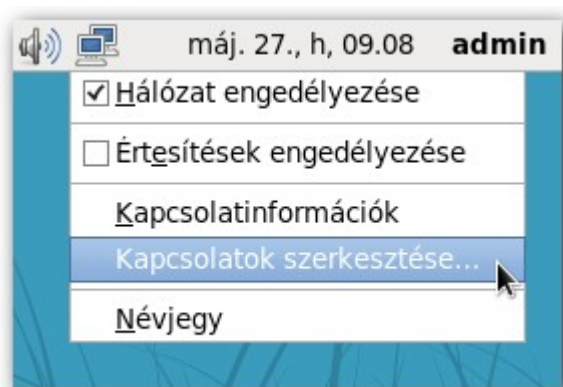 máj. 27., h, 09.08 admin
Hálózat engedélyezése
Értesítések engedélyezése
Kapcsolatinformációk
Kapcsolatok szerkesztése...
Névjegy